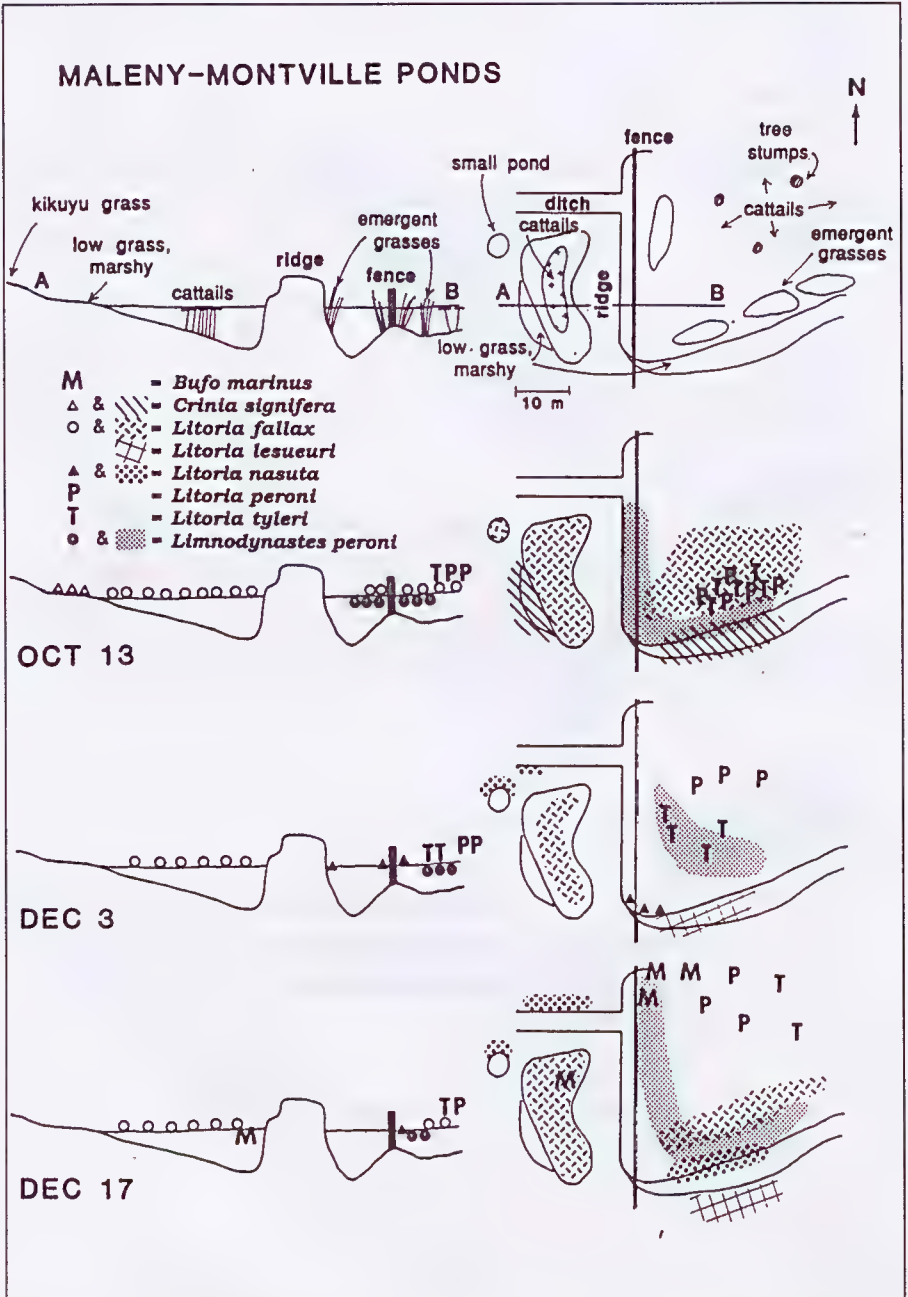 MALENY-MONTVILLE PONDS
N
fence
tree
stumps
small pond
kikuyu grass
ditch
cattails
emergent
grasses
low grass,
marshy
ridge
cattails
emergent
grasses
A
cattails
fence
B
A
ridge
B
low grass,
marshy
10 m
M = Bufo marinus
△ & = Crinia signifera
○ & = Litoria fallax
= Litoria lesueuri
▲ & = Litoria nasuta
P = Litoria peroni
T = Litoria tyleri
& = Limnodynastes peroni
TPP
OCT 13
P P P
T
T T
T
TT PP
DEC 3
M M P T
M P
P T
M
TP
M
DEC 17